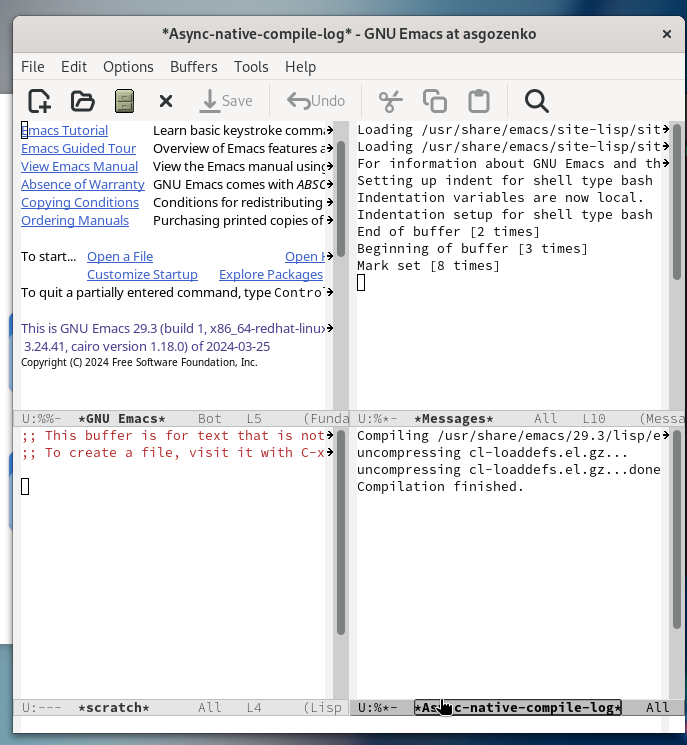 *Async-native-compile-log* - GNU Emacs at asgozenko
File Edit Options Buffers Tools Help
Save Undo
Emacs Tutorial Learn basic keystroke comma
Emacs Guided Tour Overview of Emacs features a
View Emacs Manual View the Emacs manual using
Absence of Warranty GNU Emacs comes with ABSO
Copying Conditions Conditions for redistributing
Ordering Manuals Purchasing printed copies of
To start... Open a File Open H
Customize Startup Explore Packages
To quit a partially entered command, type Control
This is GNU Emacs 29.3 (build 1, x86_64-redhat-linux
3.24.41, cairo version 1.18.0) of 2024-03-25
Copyright (C) 2024 Free Software Foundation, Inc.
U:%%- *GNU Emacs* Bot L5 (Funda
Loading /usr/share/emacs/site-lisp/sit
Loading /usr/share/emacs/site-lisp/sit
For information about GNU Emacs and th
Setting up indent for shell type bash
Indentation variables are now local.
Indentation setup for shell type bash
End of buffer [2 times]
Beginning of buffer [3 times]
Mark set [8 times]
U:%*- *Messages* All L10 (Messa
;; This buffer is for text that is not
;; To create a file, visit it with C-x
U:--- *scratch* All L4 (Lisp
Compiling /usr/share/emacs/29.3/lisp/e
uncompressing cl-loaddefs.el.gz...
uncompressing cl-loaddefs.el.gz...done
Compilation finished.
U:%*- *Async-native-compile-log* All